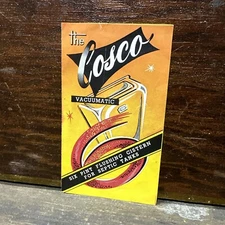 the
Cosco
VACUUMATIC
SIX PINT FLUSHING CISTERN
FOR SEPTIC TANKS